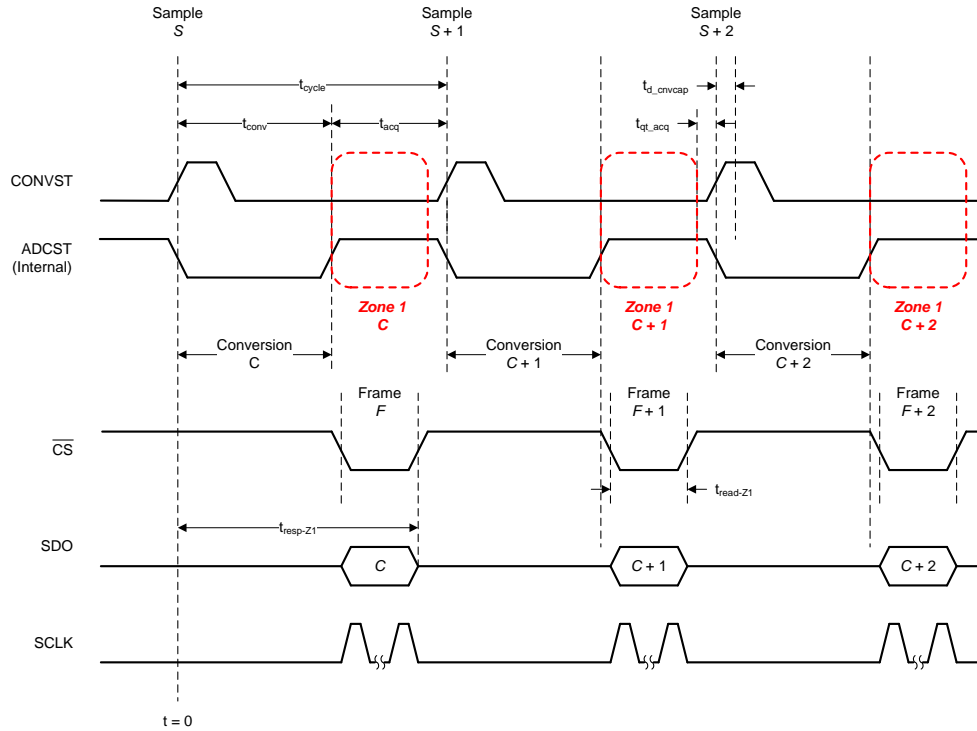 Sample
S
Sample
S + 1
Sample
S + 2
tcycle
td_cnvcap
tconv
tacq
tqt_acq
CONVST
ADCST
(Internal)
Zone 1
C
Zone 1
C + 1
Zone 1
C + 2
Conversion
C
Conversion
C + 1
Conversion
C + 2
Frame
F
Frame
F + 1
Frame
F + 2
CS
tread-Z1
tresp-Z1
SDO
C
C + 1
C + 2
SCLK
t = 0